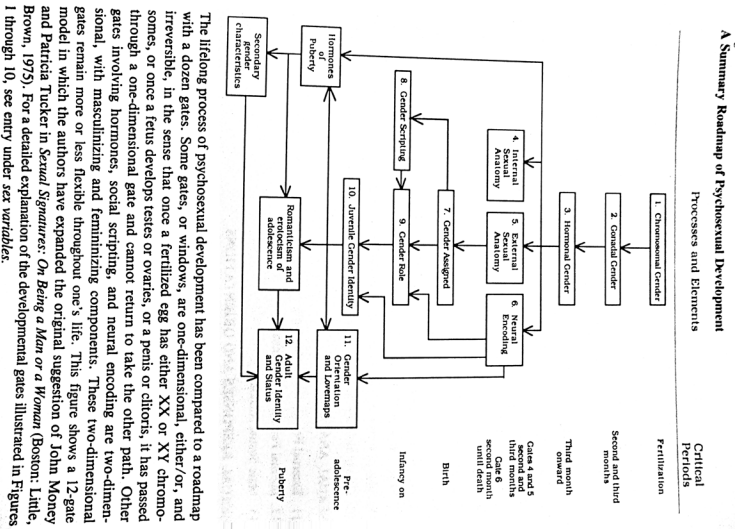 A Summary Roadmap of Psychosexual Development
Processes and Elements
Critical
Periods
1. Chromosomal Gender
Fertilization
2. Gonadal Gender
Second and third
months
3. Hormonal Gender
Third month
onward
4. Internal
Sexual
Anatomy
5. External
Sexual
Anatomy
6. Neural
Encoding
Gates 4 and 5
second and
third months
Gate 6
second month
until death
7. Gender Assigned
Birth
8. Gender Scripting
9. Gender Role
Infancy on
10. Juvenile Gender Identity
Hormones
of
Puberty
11. Gender
Orientation
and Lovemaps
Pre-
adolescence
Romanticism and
erotocism of
adolescence
Secondary
gender
characteristics
12. Adult
Gender Identity
and Status
Puberty
The lifelong process of psychosexual development has been compared to a roadmap
with a dozen gates. Some gates, or windows, are one-dimensional, either/or, and
irreversible, in the sense that once a fertilized egg has either XX or XY chromo-
somes, or once a fetus develops testes or ovaries, or a penis or clitoris, it has passed
through a one-dimensional gate and cannot return to take the other path. Other
gates involving hormones, social scripting, and neural encoding are two-dimen-
sional, with masculinizing and feminizing components. These two-dimensional
gates remain more or less flexible throughout one's life. This figure shows a 12-gate
model in which the authors have expanded the original suggestion of John Money
and Patricia Tucker in Sexual Signatures: On Being a Man or a Woman (Boston: Little,
Brown, 1975). For a detailed explanation of the developmental gates illustrated in Figures
1 through 10, see entry under sex variables.